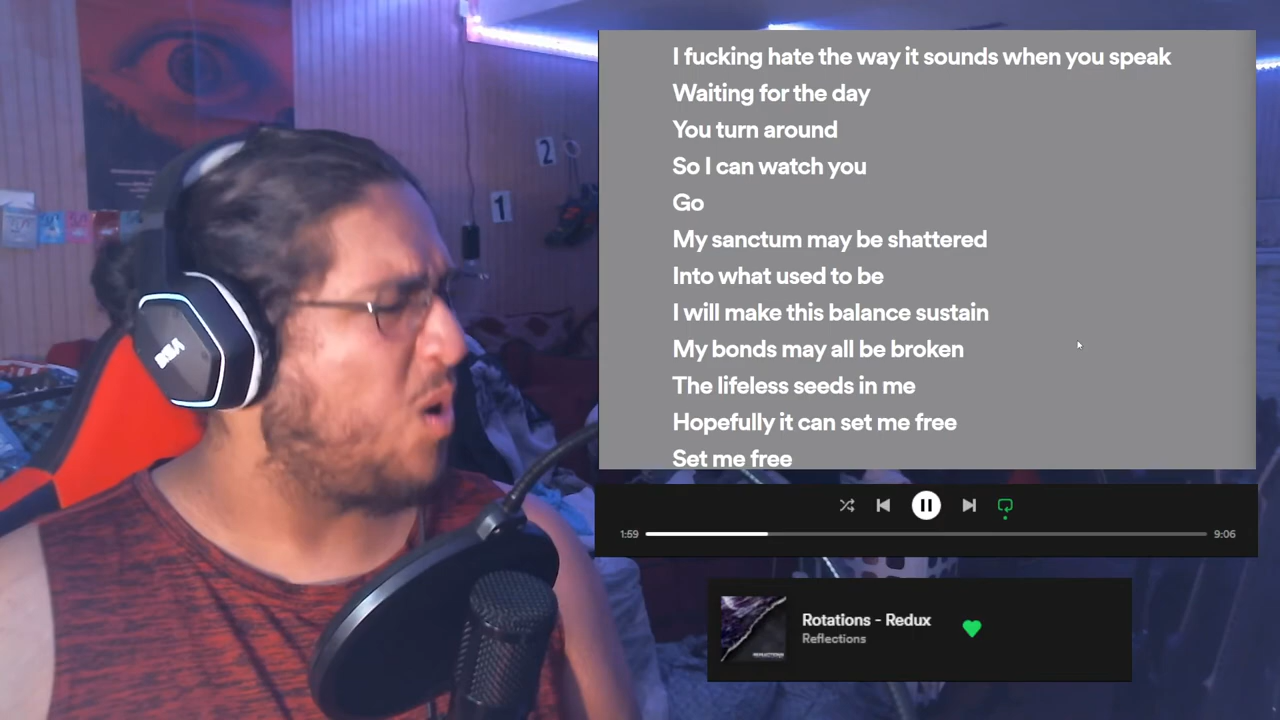 I fucking hate the way it sounds when you speak
Waiting for the day
You turn around
So I can watch you
Go
My sanctum may be shattered
Into what used to be
I will make this balance sustain
My bonds may all be broken
The lifeless seeds in me
Hopefully it can set me free
Set me free
1:59
9:06
Rotations - Redux
Reflections
2
1